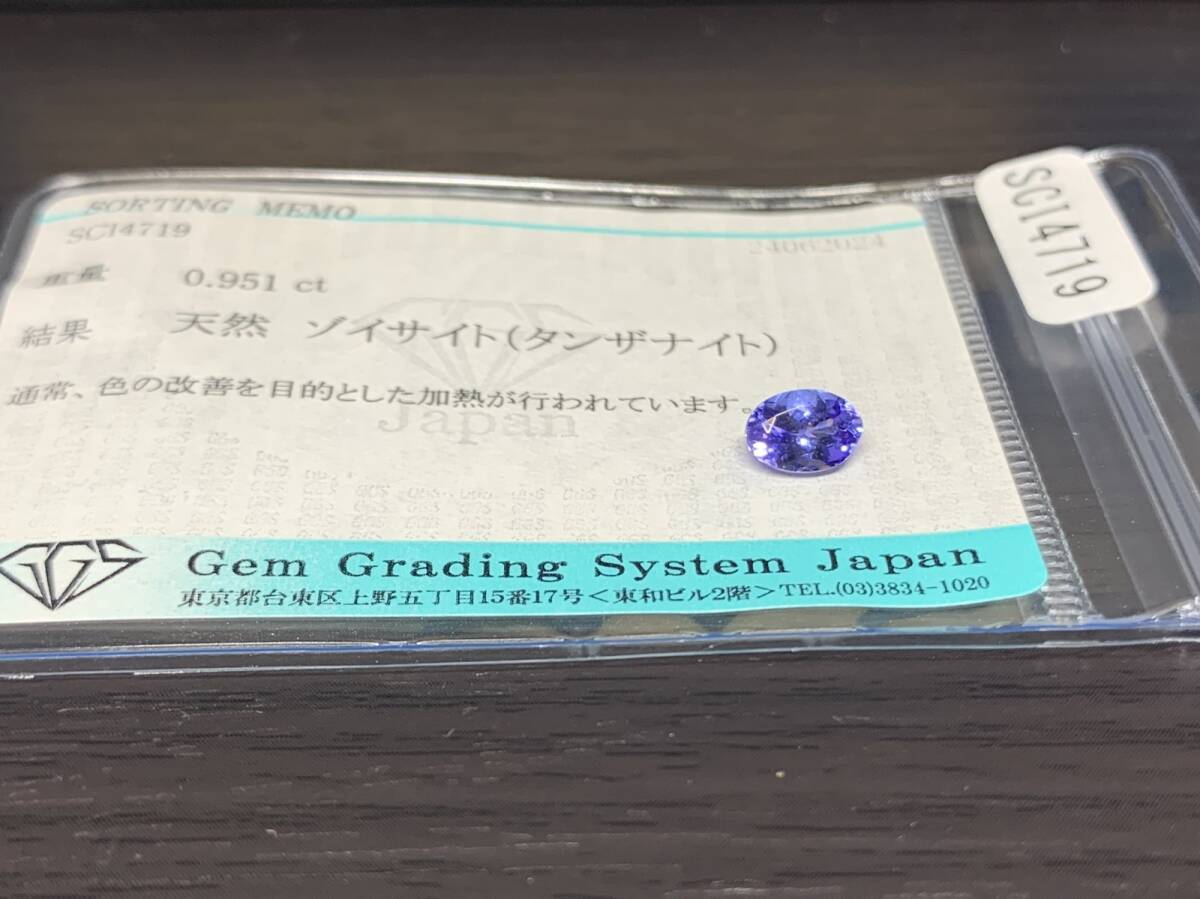 SORTING MEMO
SC14719
24062024
重量 0.951 ct
結果 天然 ゾイサイト(タンザナイト)
通常、色の改善を目的とした加熱が行われています。
Japan
GGS
Gem Grading System Japan
東京都台東区上野五丁目15番17号<東和ビル2階>TEL.(03)3834-1020
SC14719